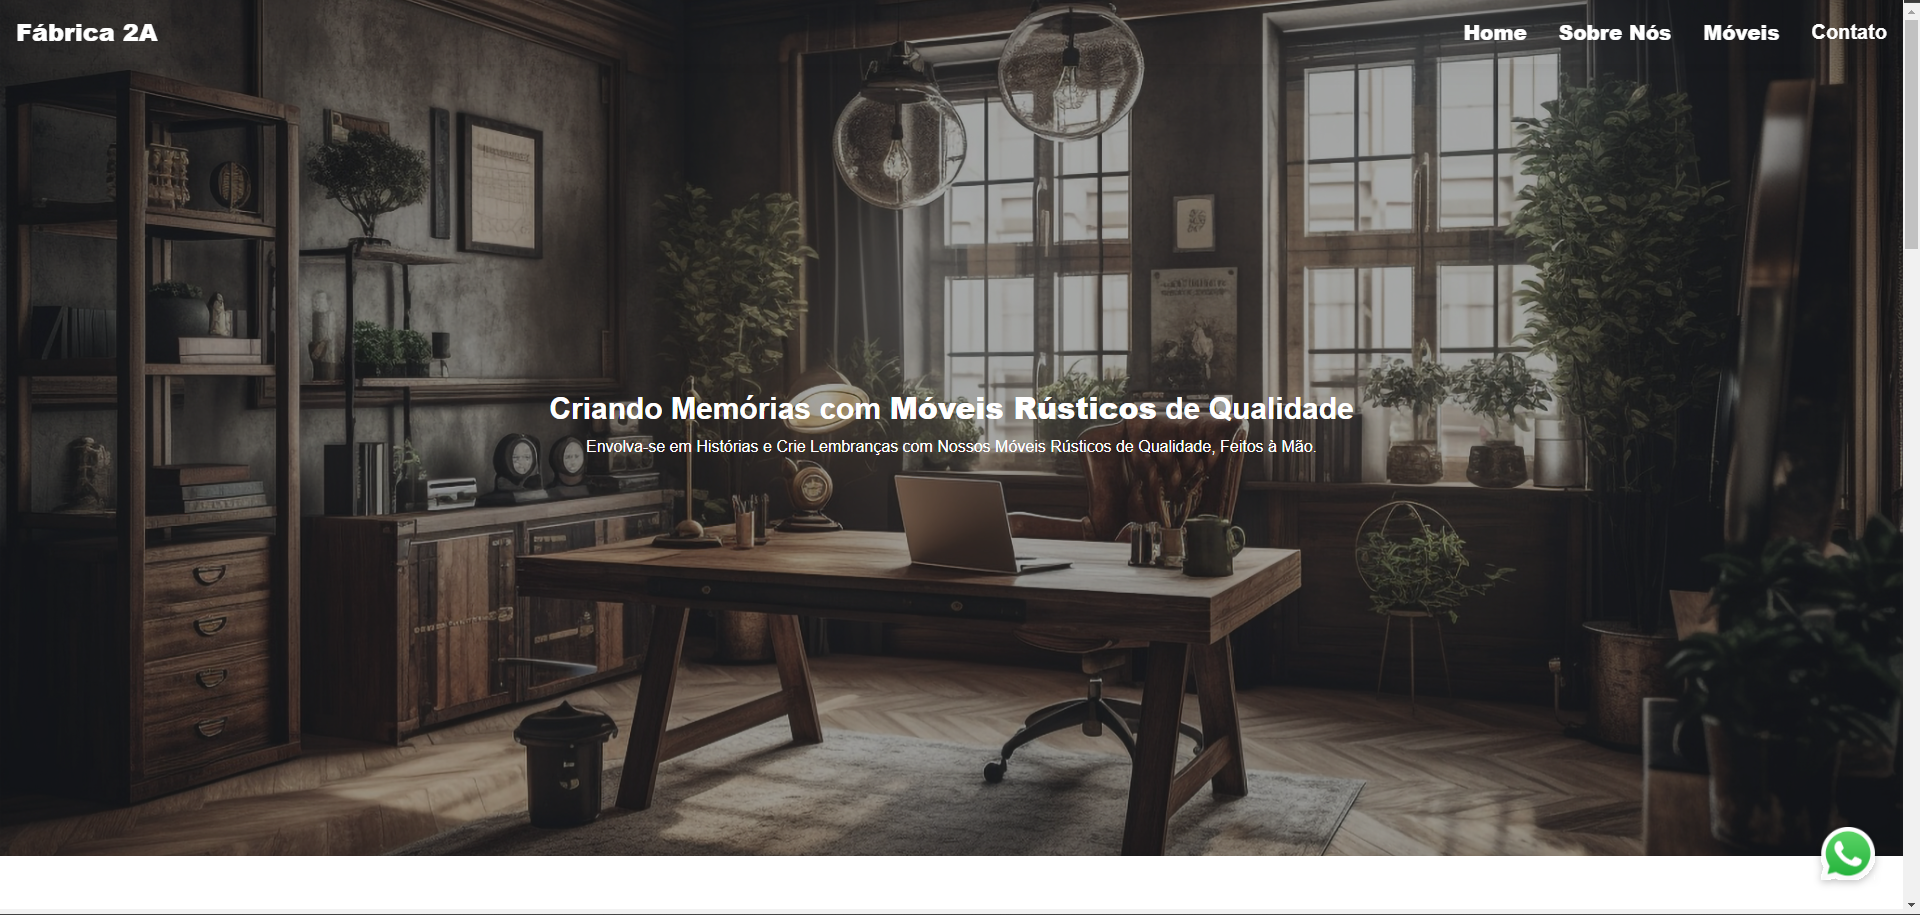 Fábrica 2A
Home Sobre Nós Móveis Contato
Criando Memórias com Móveis Rústicos de Qualidade
Envolva-se em Histórias e Crie Lembranças com Nossos Móveis Rústicos de Qualidade, Feitos à Mão.